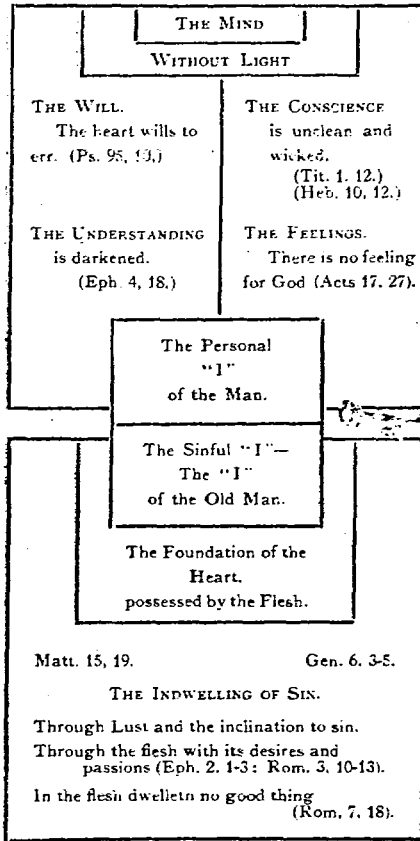 THE MIND
WITHOUT LIGHT
THE WILL.
The heart wills to
err. (Ps. 95, 10.)
THE UNDERSTANDING
is darkened.
(Eph. 4, 18.)
THE CONSCIENCE
is unclean and
wicked.
(Tit. 1. 12.)
(Heb. 10, 12.)
THE FEELINGS.
There is no feeling
for God (Acts 17. 27).
The Personal
"I"
of the Man.
The Sinful "I"—
The "I"
of the Old Man.
The Foundation of the
Heart.
possessed by the Flesh.
Matt. 15, 19.
Gen. 6. 3-5.
THE INDWELLING OF SIN.
Through Lust and the inclination to sin.
Through the flesh with its desires and
passions (Eph. 2. 1-3: Rom. 3, 10-13).
In the flesh dwelleth no good thing
(Rom. 7. 18).